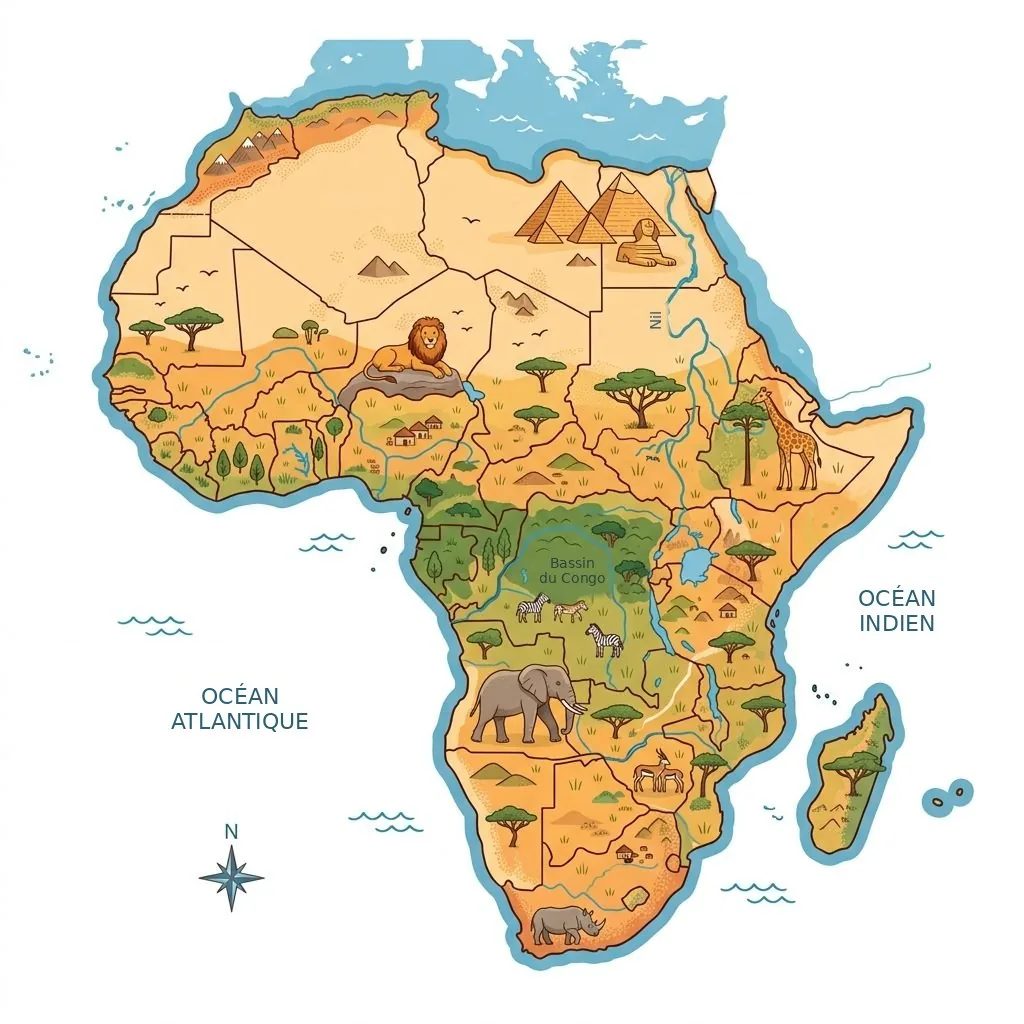 Nil
Bassin
du Congo
OCÉAN
INDIEN
OCÉAN
ATLANTIQUE
N